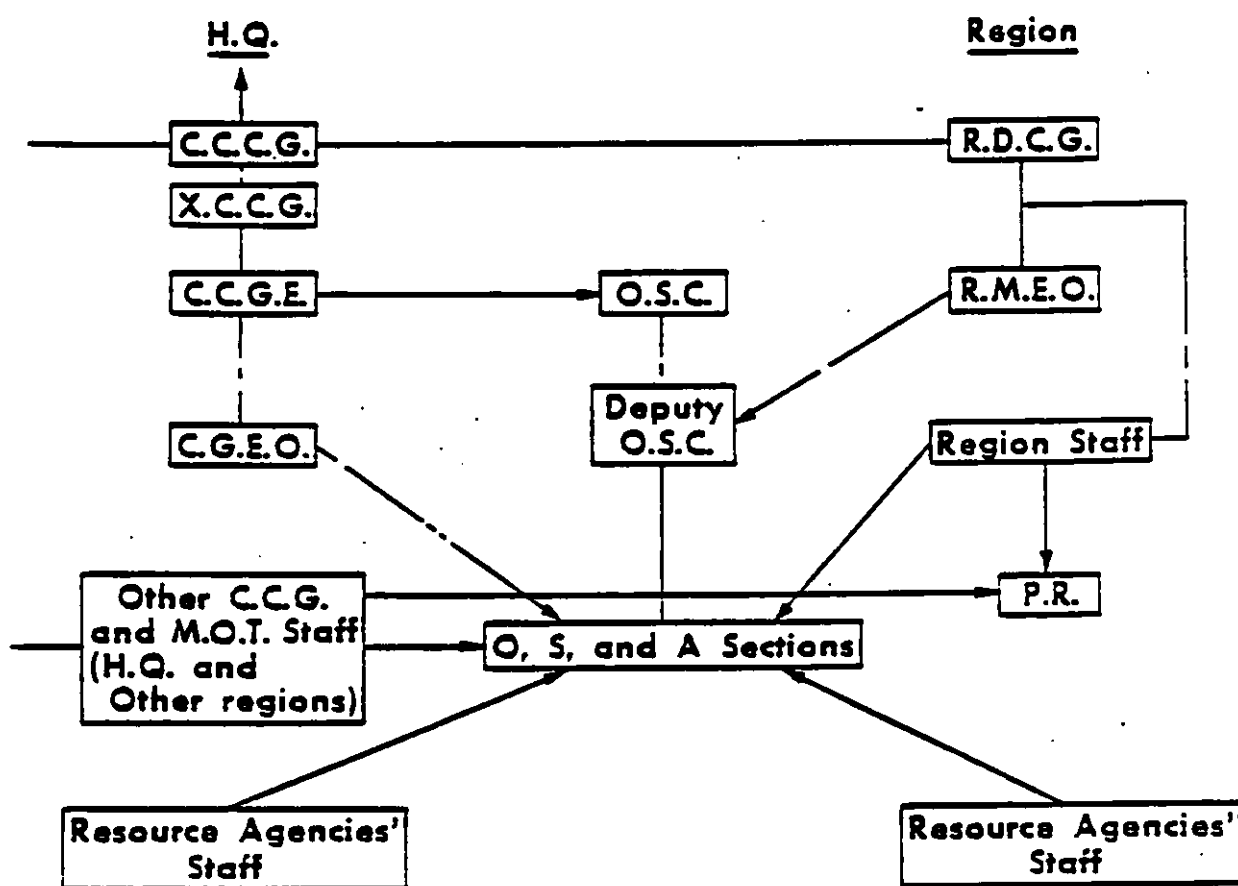 H.Q.
Region
C.C.C.G.
R.D.C.G.
X.C.C.G.
C.C.G.E.
O.S.C.
R.M.E.O.
Deputy
O.S.C.
C.G.E.O.
Region Staff
Other C.C.G.
and M.O.T. Staff
(H.Q. and
Other regions)
P.R.
O, S, and A Sections
Resource Agencies'
Staff
Resource Agencies'
Staff